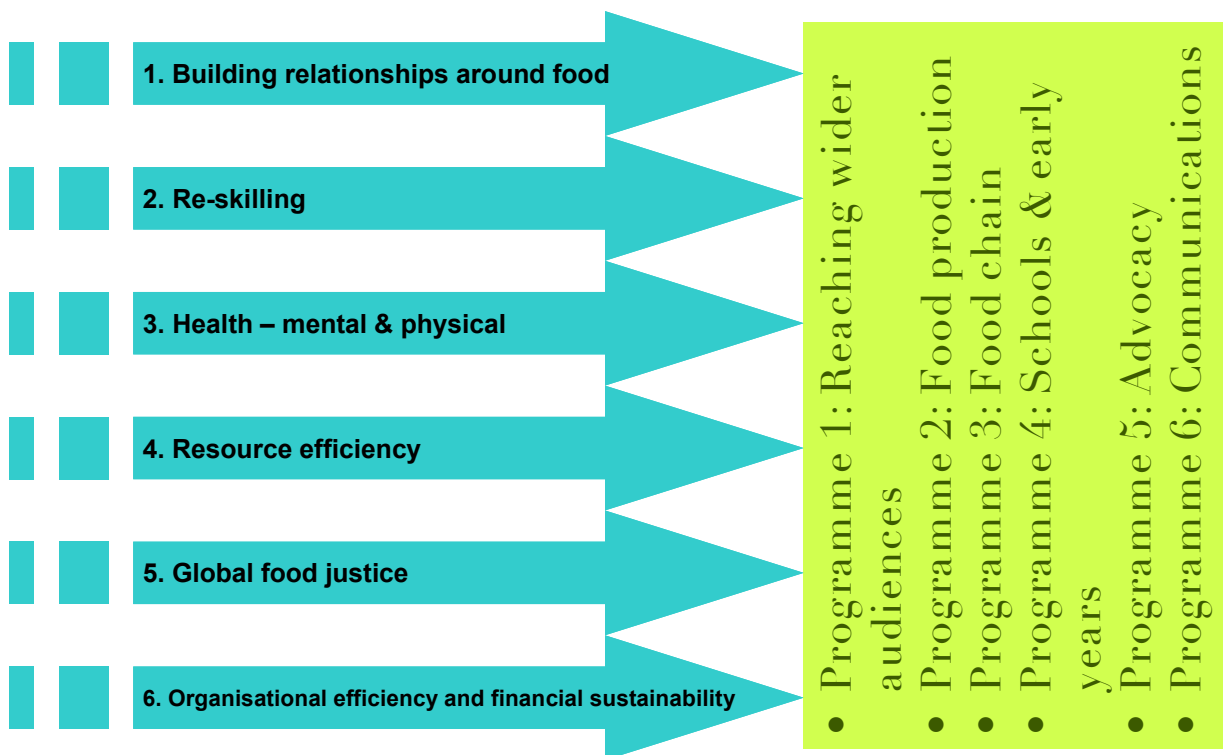 1. Building relationships around food
2. Re-skilling
3. Health – mental & physical
4. Resource efficiency
5. Global food justice
6. Organisational efficiency and financial sustainability
• Programme 1: Reaching wider
audiences
• Programme 2: Food production
• Programme 3: Food chain
• Programme 4: Schools & early
years
• Programme 5: Advocacy
• Programme 6: Communications